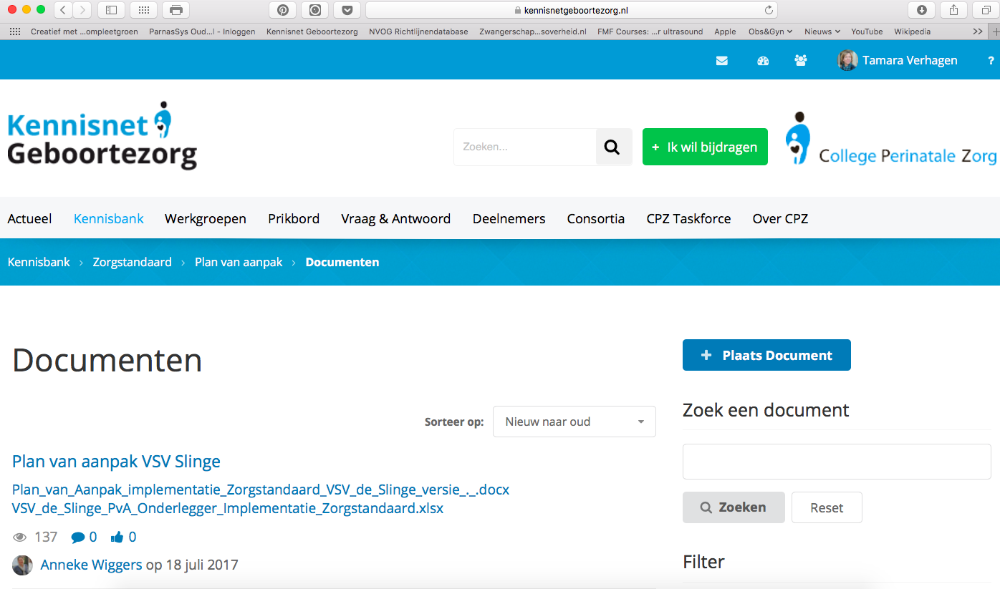 kennisnetgeboortezorg.nl
Creatief met ...ompleetgroen ParnasSys Oud...l - Inloggen Kennisnet Geboortezorg NVOG Richtlijnendatabase Zwangerschap...soverheid.nl FMF Courses: ...r ultrasound Apple Obs&Gyn Nieuws YouTube Wikipedia >>
Tamara Verhagen ?
Kennisnet
Geboortezorg
Zoeken...
+ Ik wil bijdragen
College Perinatale Zorg
Actueel Kennisbank Werkgroepen Prikbord Vraag & Antwoord Deelnemers Consortia CPZ Taskforce Over CPZ
Kennisbank > Zorgstandaard > Plan van aanpak > Documenten
Documenten
Sorteer op: Nieuw naar oud
Plan van aanpak VSV Slinge
Plan_van_Aanpak_implementatie_Zorgstandaard_VSV_de_Slinge_versie_._.docx
VSV_de_Slinge_PvA_Onderlegger_Implementatie_Zorgstandaard.xlsx
137 0 0
Anneke Wiggers op 18 juli 2017
+ Plaats Document
Zoek een document
Zoeken Reset
Filter